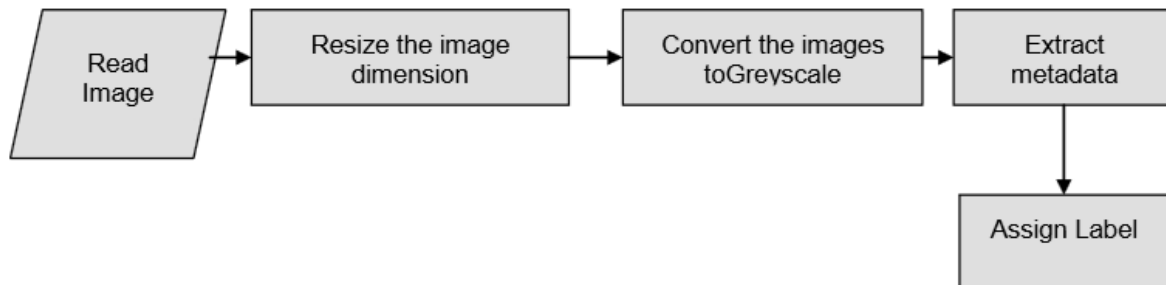 Read
Image
Resize the image
dimension
Convert the images
toGreyscale
Extract
metadata
Assign Label